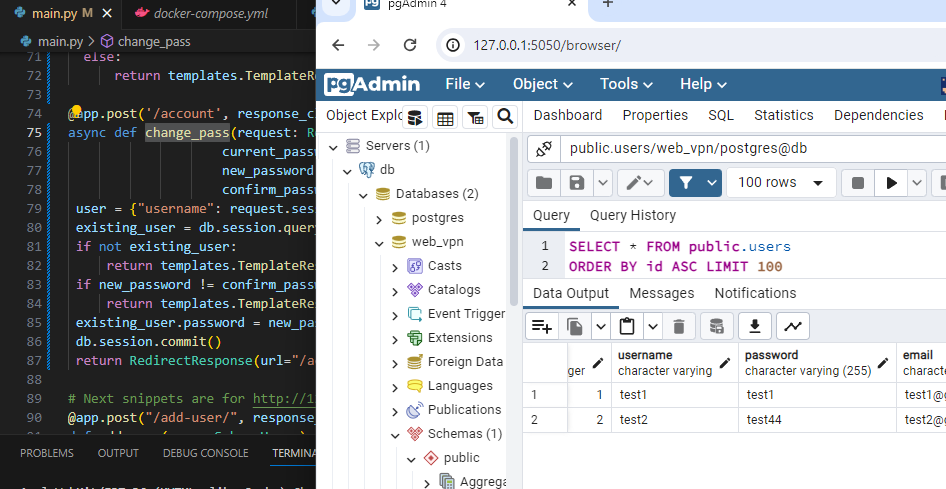 main.py M
docker-compose.yml
main.py > change_pass
71 else:
72 return templates.TemplateRe
73
74 @app.post('/account', response_c
75 async def change_pass(request: R
76 current_passw
77 new_password
78 confirm_pass
79 user = {"username": request.ses
80 existing_user = db.session.query
81 if not existing_user:
82 return templates.TemplateRe
83 if new_password != confirm_pass
84 return templates.TemplateRe
85 existing_user.password = new_pa
86 db.session.commit()
87 return RedirectResponse(url="/a
88
89 # Next snippets are for http://1
90 @app.post("/add-user/", response
PROBLEMS OUTPUT DEBUG CONSOLE TERMINA
pgAdmin 4
127.0.0.1:5050/browser/
pgAdmin File Object Tools Help
Object Explo
Servers (1)
db
Databases (2)
postgres
web_vpn
Casts
Catalogs
Event Trigger
Extensions
Foreign Data
Languages
Publications
Schemas (1)
public
Aggrega
Dashboard Properties SQL Statistics Dependencies
public.users/web_vpn/postgres@db
100 rows
Query Query History
1 SELECT * FROM public.users
2 ORDER BY id ASC LIMIT 100
Data Output Messages Notifications
username password email
ger character varying character varying (255) characte
1 1 test1 test1 test1@g
2 2 test2 test44 test2@g